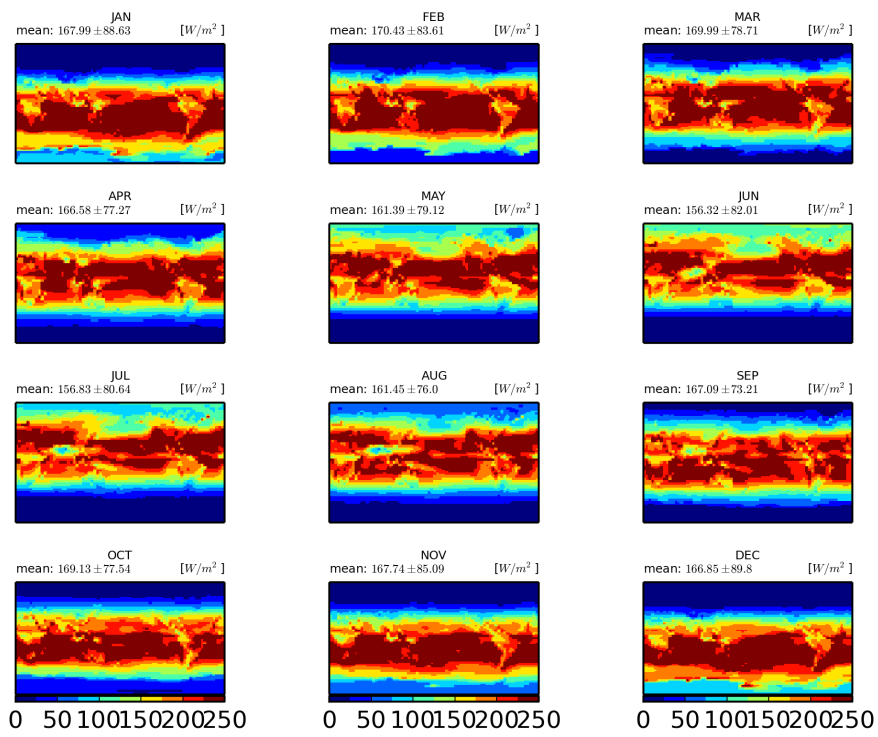 JAN FEB MAR
mean: 167.99 ±88.63 [W/m² ] mean: 170.43 ±83.61 [W/m² ] mean: 169.99 ±78.71 [W/m² ]
APR MAY JUN
mean: 166.58 ±77.27 [W/m² ] mean: 161.39 ±79.12 [W/m² ] mean: 156.32 ±82.01 [W/m² ]
JUL AUG SEP
mean: 156.83 ±80.64 [W/m² ] mean: 161.45 ±76.0 [W/m² ] mean: 167.09 ±73.21 [W/m² ]
OCT NOV DEC
mean: 169.13 ±77.54 [W/m² ] mean: 167.74 ±85.09 [W/m² ] mean: 166.85 ±89.8 [W/m² ]
0 50 100 150 200 250 0 50 100 150 200 250 0 50 100 150 200 250